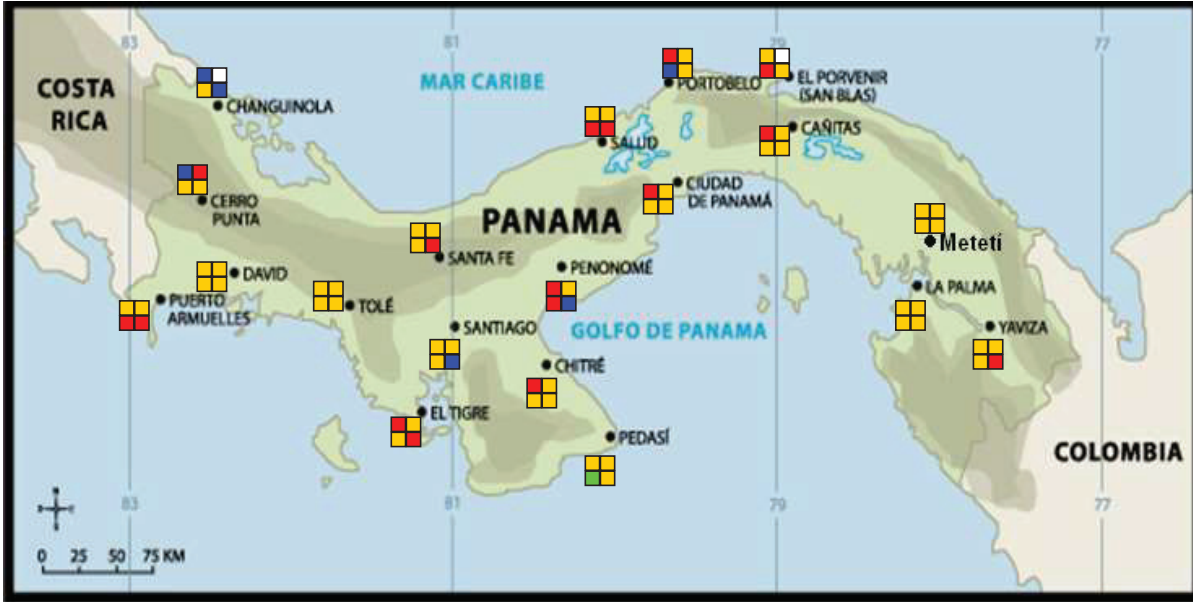 83
81
79
77
COSTA
RICA
MAR CARIBE
PORTOBELO
EL PORVENIR
(SAN BLAS)
CHANGUINOLA
SALUD
CAÑITAS
CERRO
PUNTA
CIUDAD
DE PANAMÁ
PANAMA
Metetí
SANTA FE
PENONOMÉ
DAVID
LA PALMA
PUERTO
ARMUELLES
TOLÉ
SANTIAGO
GOLFO DE PANAMA
YAVIZA
CHITRÉ
EL TIGRE
PEDASÍ
COLOMBIA
83
81
79
77
0 25 50 75 KM